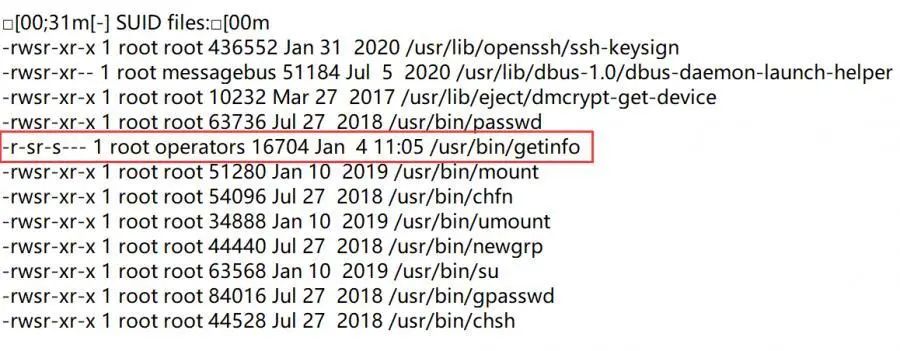 □[00;31m[-] SUID files:□[00m
-rwsr-xr-x 1 root root 436552 Jan 31  2020 /usr/lib/openssh/ssh-keysign
-rwsr-xr-- 1 root messagebus 51184 Jul  5  2020 /usr/lib/dbus-1.0/dbus-daemon-launch-helper
-rwsr-xr-x 1 root root 10232 Mar 27  2017 /usr/lib/eject/dmcrypt-get-device
-rwsr-xr-x 1 root root 63736 Jul 27  2018 /usr/bin/passwd
-r-sr-s--- 1 root operators 16704 Jan  4 11:05 /usr/bin/getinfo
-rwsr-xr-x 1 root root 51280 Jan 10  2019 /usr/bin/mount
-rwsr-xr-x 1 root root 54096 Jul 27  2018 /usr/bin/chfn
-rwsr-xr-x 1 root root 34888 Jan 10  2019 /usr/bin/umount
-rwsr-xr-x 1 root root 44440 Jul 27  2018 /usr/bin/newgrp
-rwsr-xr-x 1 root root 63568 Jan 10  2019 /usr/bin/su
-rwsr-xr-x 1 root root 84016 Jul 27  2018 /usr/bin/gpasswd
-rwsr-xr-x 1 root root 44528 Jul 27  2018 /usr/bin/chsh